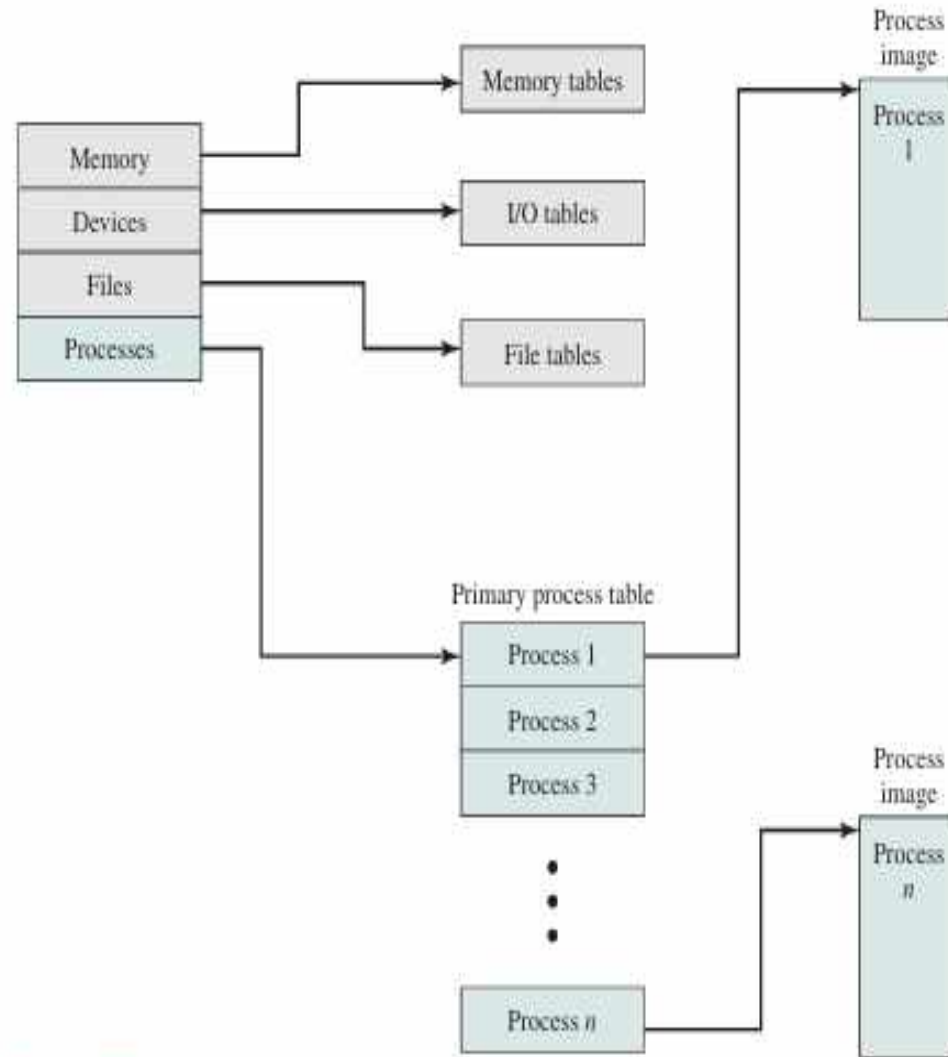 Process
image
Process
1
Memory tables
Memory
Devices
I/O tables
Files
Processes
File tables
Primary process table
Process 1
Process 2
Process 3
Process n
Process
image
Process
n